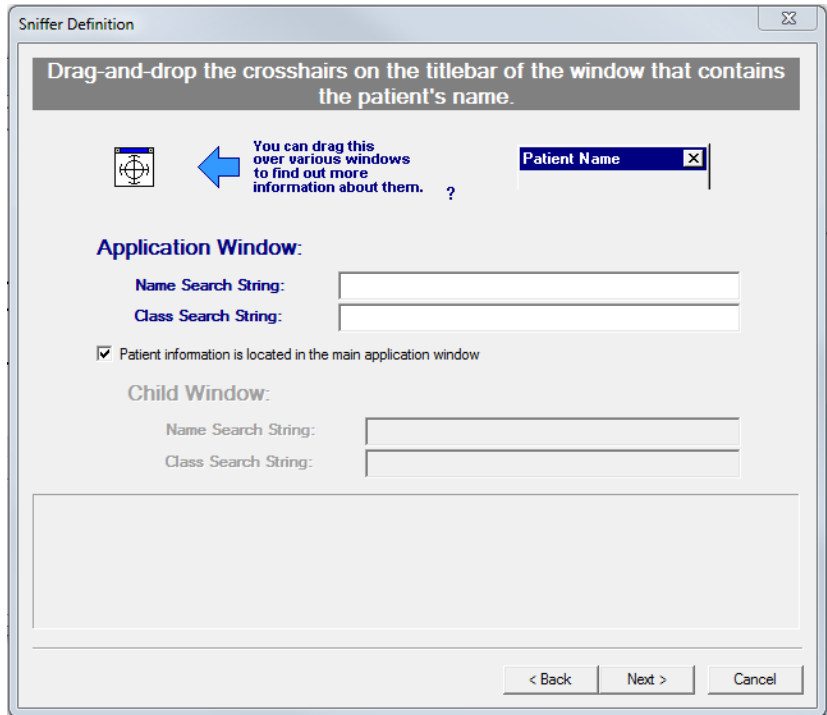 Sniffer Definition
Drag-and-drop the crosshairs on the titlebar of the window that contains
the patient's name.
You can drag this
over various windows
to find out more
information about them.
?
Patient Name
Application Window:
Name Search String:
Class Search String:
Patient information is located in the main application window
Child Window:
Name Search String:
Class Search String:
< Back
Next >
Cancel